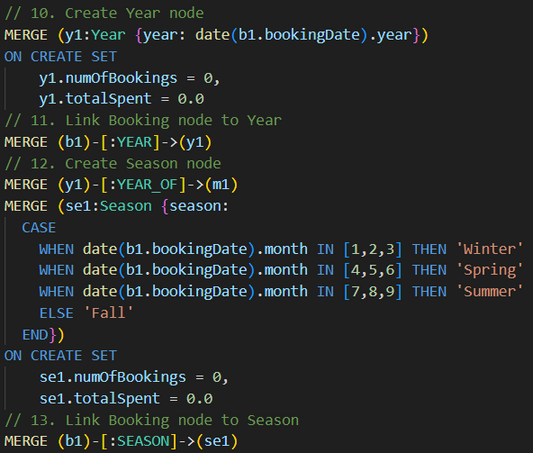 // 10. Create Year node
MERGE (y1:Year {year: date(b1.bookingDate).year})
ON CREATE SET
    y1.numOfBookings = 0,
    y1.totalSpent = 0.0
// 11. Link Booking node to Year
MERGE (b1)-[:YEAR]->(y1)
// 12. Create Season node
MERGE (y1)-[:YEAR_OF]->(m1)
MERGE (se1:Season {season:
  CASE
    WHEN date(b1.bookingDate).month IN [1,2,3] THEN 'Winter'
    WHEN date(b1.bookingDate).month IN [4,5,6] THEN 'Spring'
    WHEN date(b1.bookingDate).month IN [7,8,9] THEN 'Summer'
    ELSE 'Fall'
  END})
ON CREATE SET
    se1.numOfBookings = 0,
    se1.totalSpent = 0.0
// 13. Link Booking node to Season
MERGE (b1)-[:SEASON]->(se1)